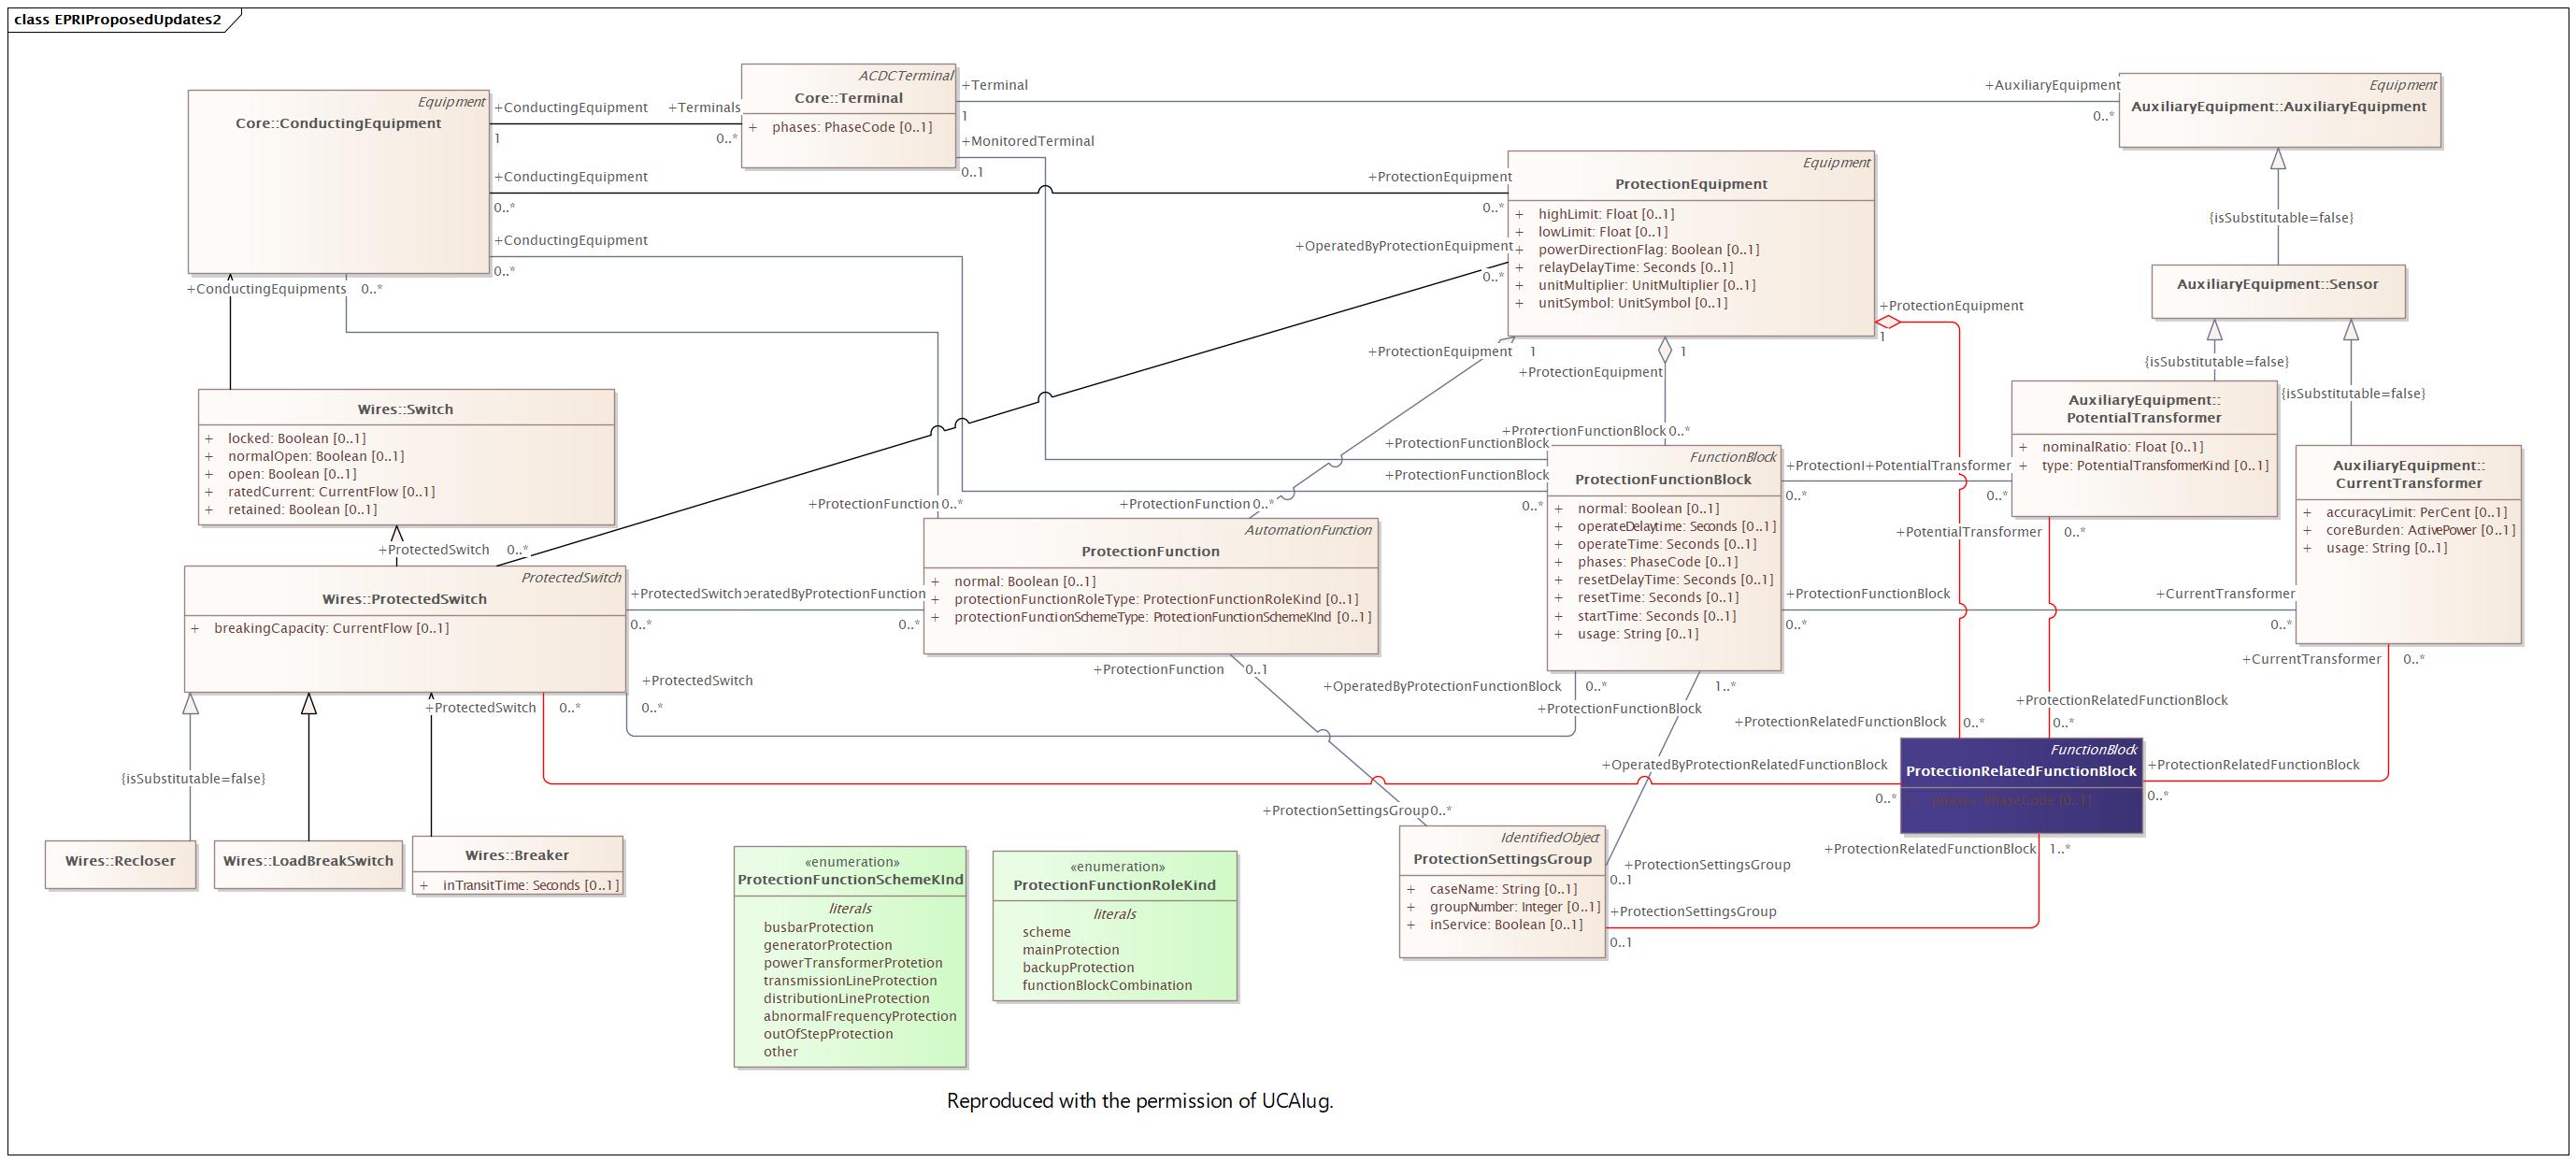 class EPRIProposedUpdates2
Equipment
Core::ConductingEquipment
ACDCTerminal
Core::Terminal
+ phases: PhaseCode [0..1]
Equipment
AuxiliaryEquipment::AuxiliaryEquipment
+ConductingEquipment
1
+Terminals
0..*
+Terminal
1
+AuxiliaryEquipment
0..*
+MonitoredTerminal
0..1
+ConductingEquipment
0..*
+ProtectionEquipment
0..*
+ConductingEquipment
0..*
Equipment
ProtectionEquipment
+ highLimit: Float [0..1]
+ lowLimit: Float [0..1]
+ powerDirectionFlag: Boolean [0..1]
+ relayDelayTime: Seconds [0..1]
+ unitMultiplier: UnitMultiplier [0..1]
+ unitSymbol: UnitSymbol [0..1]
+OperatedByProtectionEquipment
0..*
{isSubstitutable=false}
AuxiliaryEquipment::Sensor
+ConductingEquipments
0..*
+ProtectionEquipment
1
+ProtectionEquipment
1
+ProtectionEquipment
1
{isSubstitutable=false}
{isSubstitutable=false}
Wires::Switch
+ locked: Boolean [0..1]
+ normalOpen: Boolean [0..1]
+ open: Boolean [0..1]
+ ratedCurrent: CurrentFlow [0..1]
+ retained: Boolean [0..1]
AuxiliaryEquipment::
PotentialTransformer
+ nominalRatio: Float [0..1]
+ type: PotentialTransformerKind [0..1]
AuxiliaryEquipment::
CurrentTransformer
+ accuracyLimit: PerCent [0..1]
+ coreBurden: ActivePower [0..1]
+ usage: String [0..1]
+ProtectionFunctionBlock
0..*
+ProtectionFunctionBlock
+ProtectionFunctionBlock
0..*
FunctionBlock
ProtectionFunctionBlock
+ normal: Boolean [0..1]
+ operateDelaytime: Seconds [0..1]
+ operateTime: Seconds [0..1]
+ phases: PhaseCode [0..1]
+ resetDelayTime: Seconds [0..1]
+ resetTime: Seconds [0..1]
+ startTime: Seconds [0..1]
+ usage: String [0..1]
+ProtectionI
+PotentialTransformer
0..*
0..*
+PotentialTransformer
0..*
+ProtectionFunction
0..*
+ProtectionFunction
0..*
AutomationFunction
ProtectionFunction
+ normal: Boolean [0..1]
+ protectionFunctionRoleType: ProtectionFunctionRoleKind [0..1]
+ protectionFunctionSchemeType: ProtectionFunctionSchemeKInd [0..1]
+ProtectedSwitch
0..*
ProtectedSwitch
Wires::ProtectedSwitch
+ breakingCapacity: CurrentFlow [0..1]
+ProtectedSwitch
eratedByProtectionFunction
0..*
0..*
+ProtectionFunctionBlock
0..*
+CurrentTransformer
0..*
+CurrentTransformer
0..*
+ProtectionFunction
0..1
+ProtectedSwitch
0..*
+OperatedByProtectionFunctionBlock
0..*
+ProtectionFunctionBlock
1..*
+ProtectedSwitch
0..*
+ProtectionRelatedFunctionBlock
0..*
+ProtectionRelatedFunctionBlock
0..*
FunctionBlock
ProtectionRelatedFunctionBlock
+ phases: PhaseCode [0..1]
+OperatedByProtectionRelatedFunctionBlock
0..*
+ProtectionRelatedFunctionBlock
0..*
{isSubstitutable=false}
+ProtectionSettingsGroup
0..*
Wires::Recloser
Wires::LoadBreakSwitch
Wires::Breaker
+ inTransitTime: Seconds [0..1]
«enumeration»
ProtectionFunctionSchemeKInd
literals
busbarProtection
generatorProtection
powerTransformerProtetion
transmissionLineProtection
distributionLineProtection
abnormalFrequencyProtection
outOfStepProtection
other
«enumeration»
ProtectionFunctionRoleKind
literals
scheme
mainProtection
backupProtection
functionBlockCombination
IdentifiedObject
ProtectionSettingsGroup
+ caseName: String [0..1]
+ groupNumber: Integer [0..1]
+ inService: Boolean [0..1]
+ProtectionSettingsGroup
0..1
+ProtectionSettingsGroup
0..1
+ProtectionRelatedFunctionBlock
1..*
Reproduced with the permission of UCAIug.